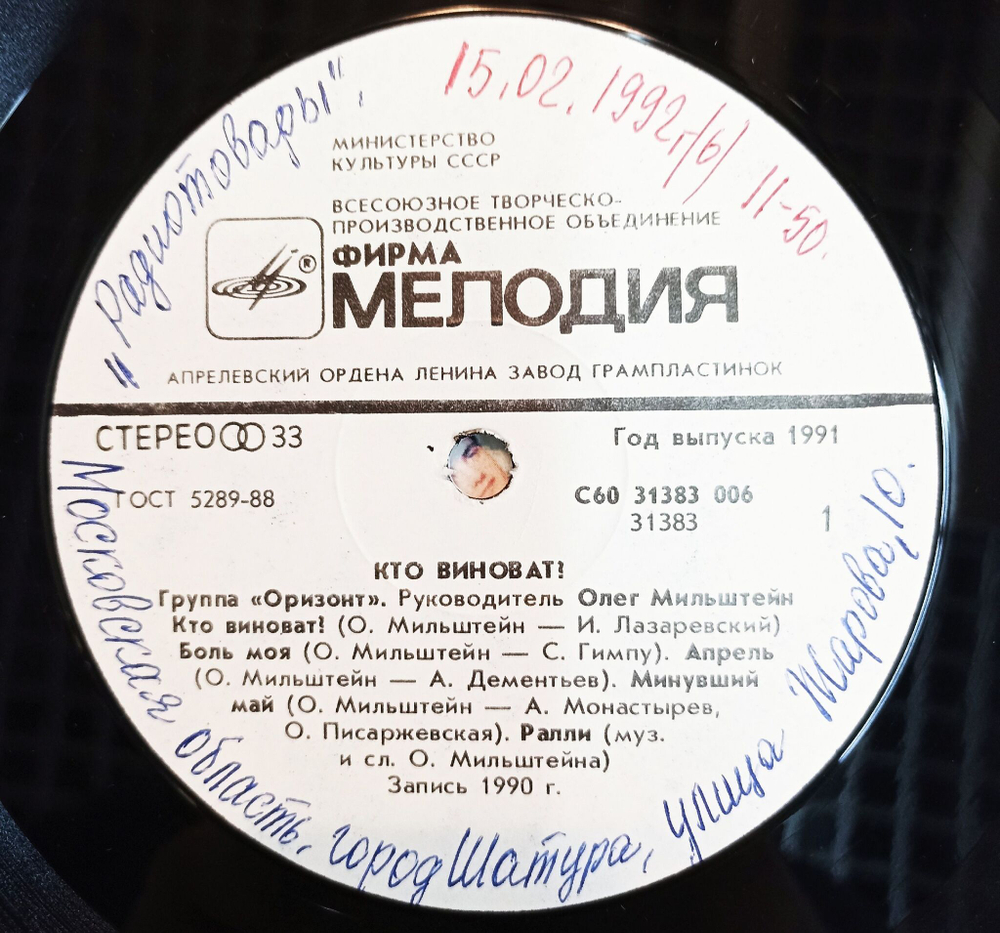 „Радиотовары".
15.02.1992г/(6) 11-50.
МИНИСТЕРСТВО
КУЛЬТУРЫ СССР
ВСЕСОЮЗНОЕ ТВОРЧЕСКО-
ПРОИЗВОДСТВЕННОЕ ОБЪЕДИНЕНИЕ
ФИРМА
®
МЕЛОДИЯ
АПРЕЛЕВСКИЙ ОРДЕНА ЛЕНИНА ЗАВОД ГРАМПЛАСТИНОК
СТЕРЕО 33
Год выпуска 1991
ГОСТ 5289-88
С60 31383 006
31383
1
КТО ВИНОВАТ?
Группа «Оризонт». Руководитель Олег Мильштейн
Кто виноват? (О. Мильштейн — И. Лазаревский)
Боль моя (О. Мильштейн — С. Гимпу). Апрель
(О. Мильштейн — А. Дементьев). Минувший
май (О. Мильштейн — А. Монастырев,
О. Писаржевская). Ралли (муз.
и сл. О. Мильштейна)
Запись 1990 г.
Московская область, город Шатура, улица Жарова, 10.